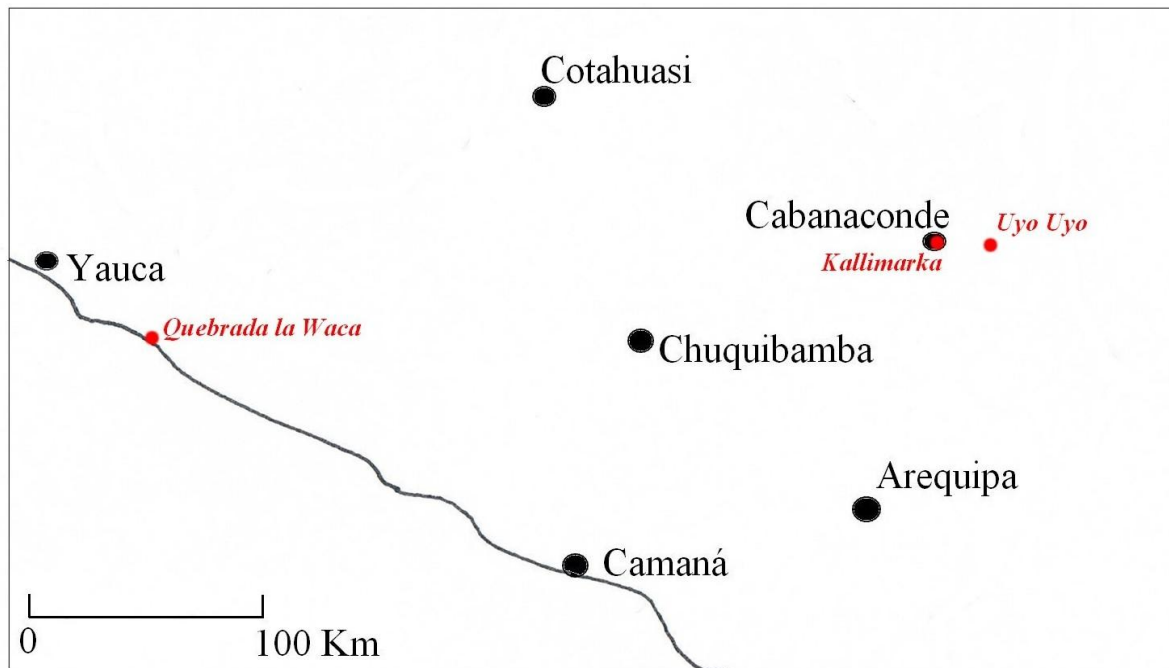 Cotahuasi
Cabanaconde
Uyo Uyo
Kallimarka
Yauca
Quebrada la Waca
Chuquibamba
Arequipa
Camaná
0 100 Km